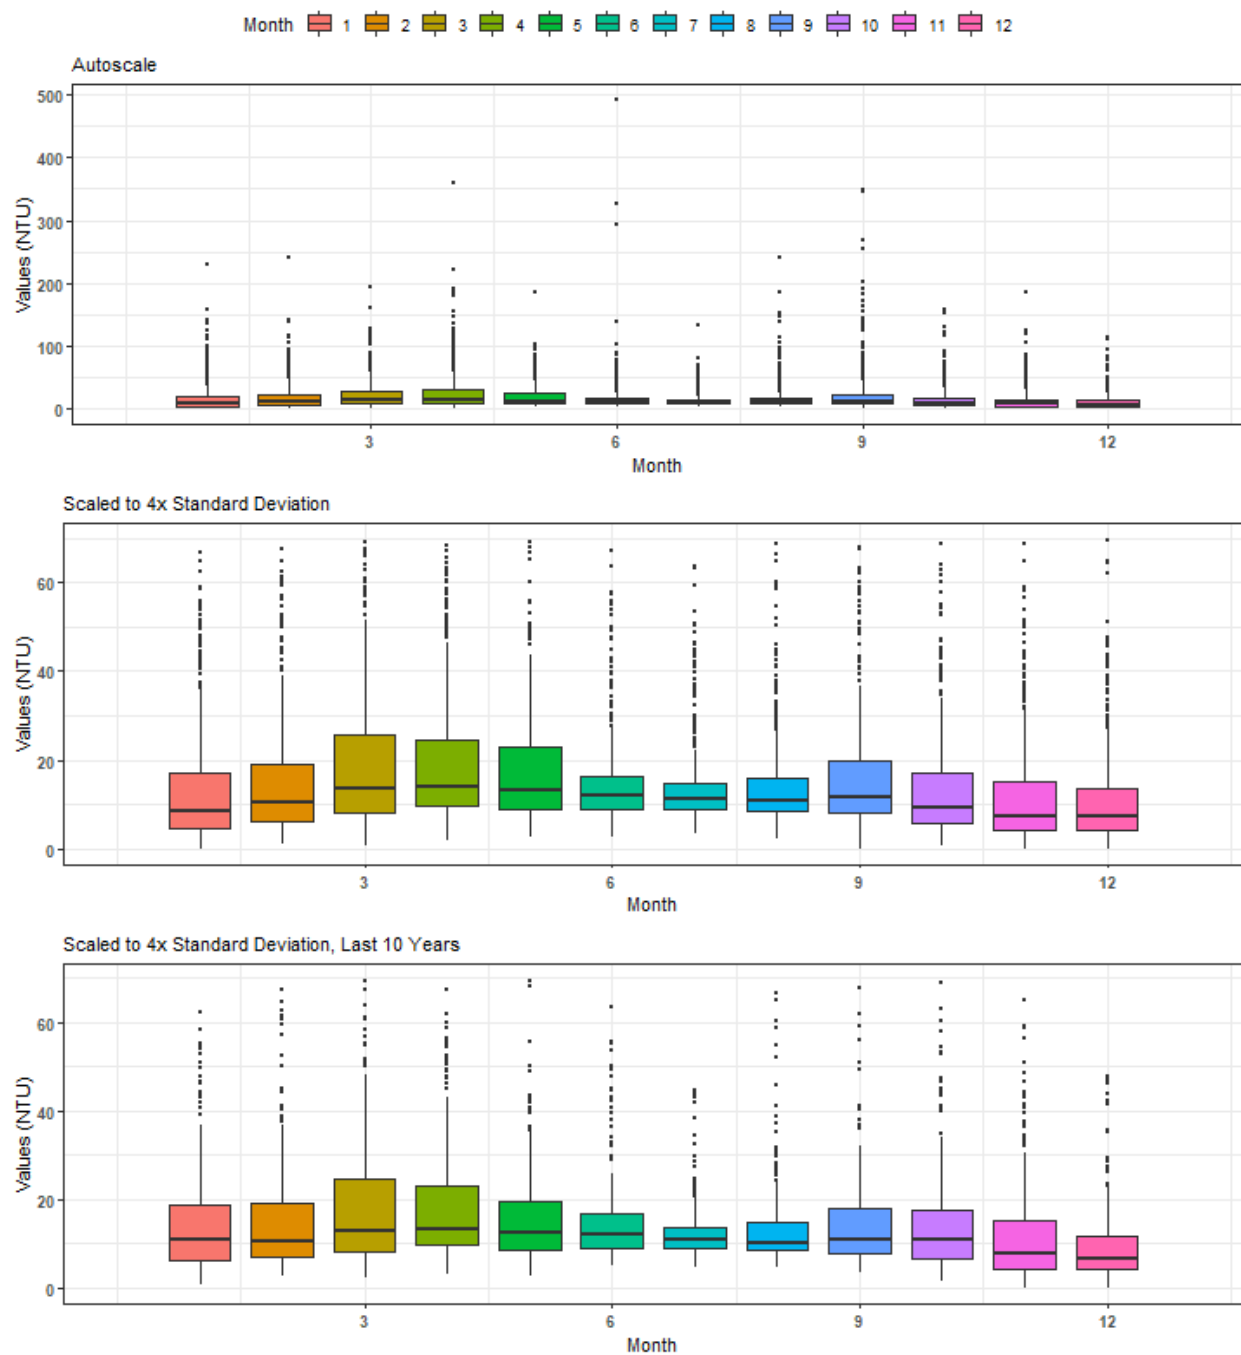 Month 1 2 3 4 5 6 7 8 9 10 11 12
Autoscale
Values (NTU)
500
400
300
200
100
0
3 6 9 12
Month
Scaled to 4x Standard Deviation
Values (NTU)
60
40
20
0
3 6 9 12
Month
Scaled to 4x Standard Deviation, Last 10 Years
Values (NTU)
60
40
20
0
3 6 9 12
Month